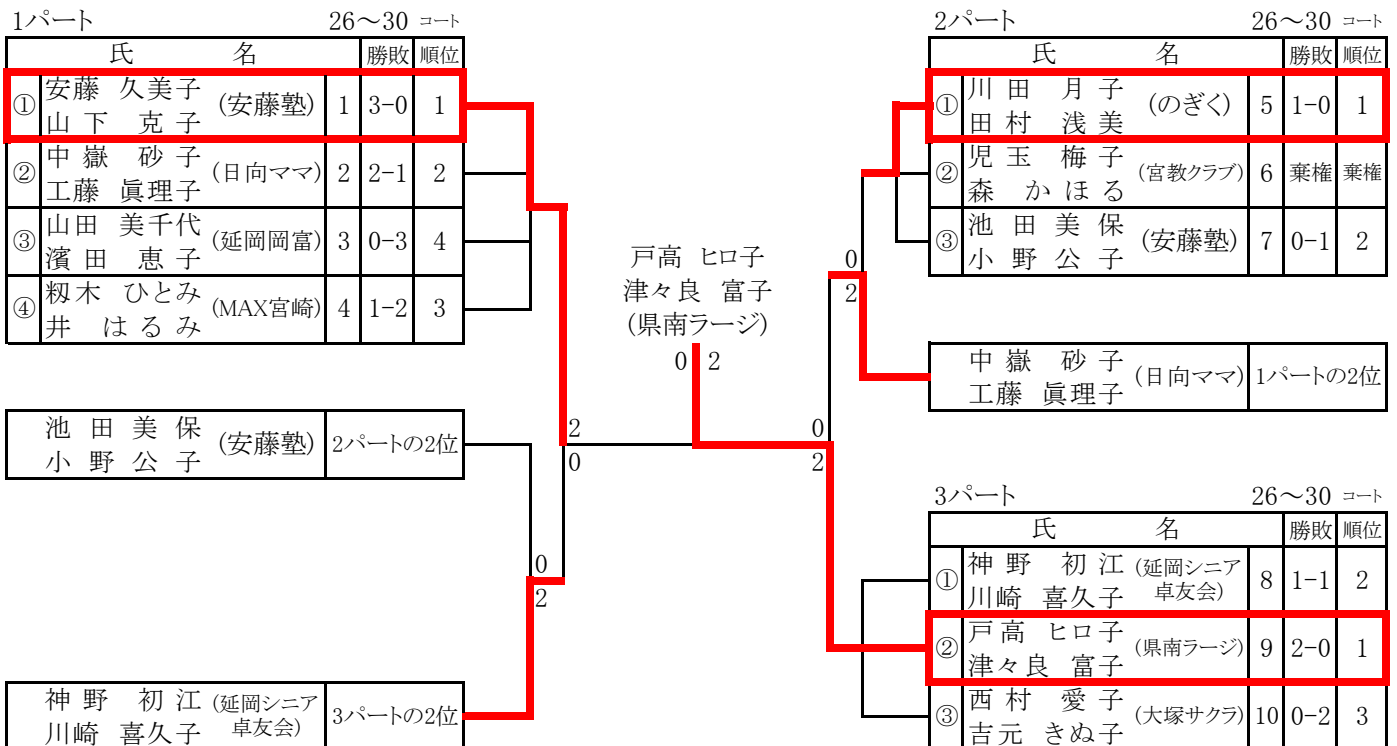 1パート 26～30 コート
氏 名 勝敗 順位
① 安藤 久美子 山下 克子 (安藤塾) 1 3-0 1
② 中嶽 砂子 工藤 眞理子 (日向ママ) 2 2-1 2
③ 山田 美千代 濱田 恵子 (延岡岡富) 3 0-3 4
④ 籾木 ひとみ 井 はるみ (MAX宮崎) 4 1-2 3
池田美保 小野公子 (安藤塾) 2パートの2位
神野 初江 川崎 喜久子 (延岡シニア卓友会) 3パートの2位
2
0
0
2
戸高 ヒロ子
津々良 富子
(県南ラージ)
0 2
0
2
0
2
2パート 26～30 コート
氏 名 勝敗 順位
① 川田 月子 田村 浅美 (のぎく) 5 1-0 1
② 児玉 梅子 森 かほる (宮教クラブ) 6 棄権 棄権
③ 池田美保 小野公子 (安藤塾) 7 0-1 2
中嶽 砂子 工藤 眞理子 (日向ママ) 1パートの2位
3パート 26～30 コート
氏 名 勝敗 順位
① 神野 初江 川崎 喜久子 (延岡シニア卓友会) 8 1-1 2
② 戸高 ヒロ子 津々良 富子 (県南ラージ) 9 2-0 1
③ 西村 愛子 吉元 きぬ子 (大塚サクラ) 10 0-2 3